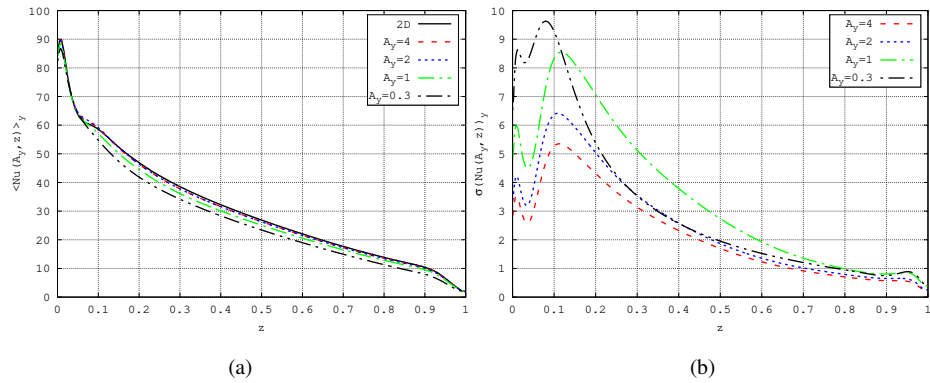 100
90
80
70
60
50
40
30
20
10
0
0 0.1 0.2 0.3 0.4 0.5 0.6 0.7 0.8 0.9 1
<Nu(A_y,z)>_y
z
2D
A_y=4
A_y=2
A_y=1
A_y=0.3
(a)
10
9
8
7
6
5
4
3
2
1
0
0 0.1 0.2 0.3 0.4 0.5 0.6 0.7 0.8 0.9 1
σ(Nu(A_y,z))_y
z
A_y=4
A_y=2
A_y=1
A_y=0.3
(b)